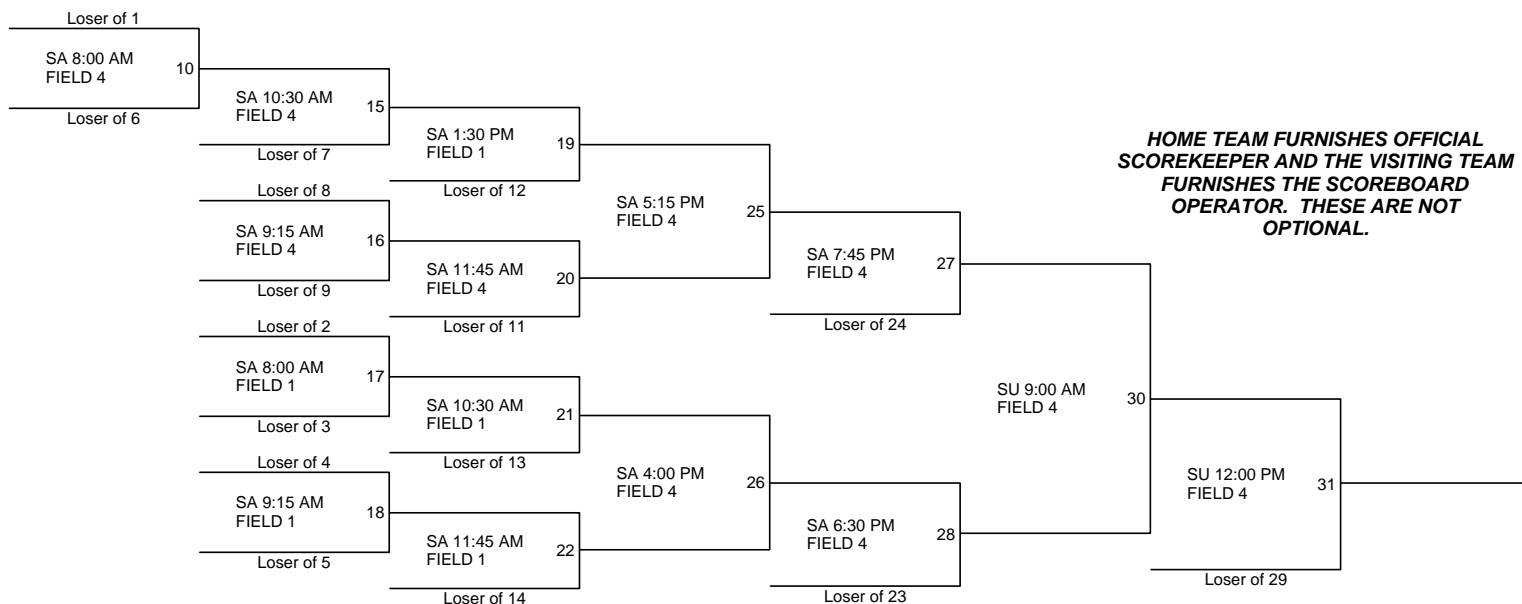 Loser of 1
SA 8:00 AM
FIELD 4
10
Loser of 6
SA 10:30 AM
FIELD 4
15
Loser of 7
SA 1:30 PM
FIELD 1
19
Loser of 12
Loser of 8
SA 9:15 AM
FIELD 4
16
Loser of 9
SA 11:45 AM
FIELD 4
20
Loser of 11
SA 5:15 PM
FIELD 4
25
SA 7:45 PM
FIELD 4
27
Loser of 24
Loser of 2
SA 8:00 AM
FIELD 1
17
Loser of 3
SA 10:30 AM
FIELD 1
21
Loser of 13
Loser of 4
SA 9:15 AM
FIELD 1
18
Loser of 5
SA 11:45 AM
FIELD 1
22
Loser of 14
SA 4:00 PM
FIELD 4
26
SA 6:30 PM
FIELD 4
28
Loser of 23
SU 9:00 AM
FIELD 4
30
SU 12:00 PM
FIELD 4
31
Loser of 29
HOME TEAM FURNISHES OFFICIAL
SCOREKEEPER AND THE VISITING TEAM
FURNISHES THE SCOREBOARD
OPERATOR. THESE ARE NOT
OPTIONAL.